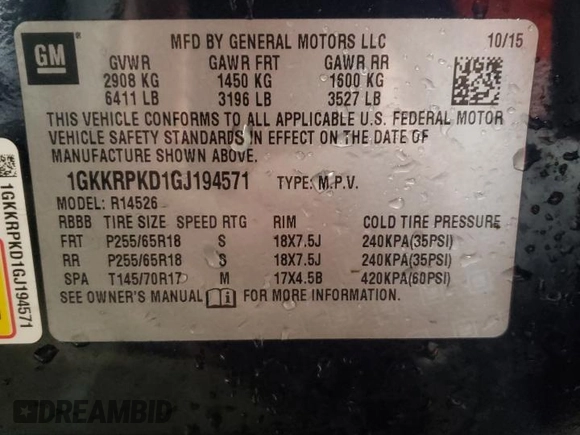 GM
MFD BY GENERAL MOTORS LLC 10/15
GVWR GAWR FRT GAWR RR
2908 KG 1450 KG 1600 KG
6411 LB 3196 LB 3527 LB
THIS VEHICLE CONFORMS TO ALL APPLICABLE U.S. FEDERAL MOTOR
VEHICLE SAFETY STANDARDS IN EFFECT ON THE DATE OF
MANUFACTURE SHOWN ABOVE.
1GKKRPKD1GJ194571 TYPE: M.P.V.
MODEL: R14526
RBBB TIRE SIZE SPEED RTG RIM COLD TIRE PRESSURE
FRT P255/65R18 S 18X7.5J 240KPA(35PSI)
RR P255/65R18 S 18X7.5J 240KPA(35PSI)
SPA T145/70R17 M 17X4.5B 420KPA(60PSI)
SEE OWNER'S MANUAL FOR MORE INFORMATION.
1GKKRPKD1GJ194571
DREAMBID